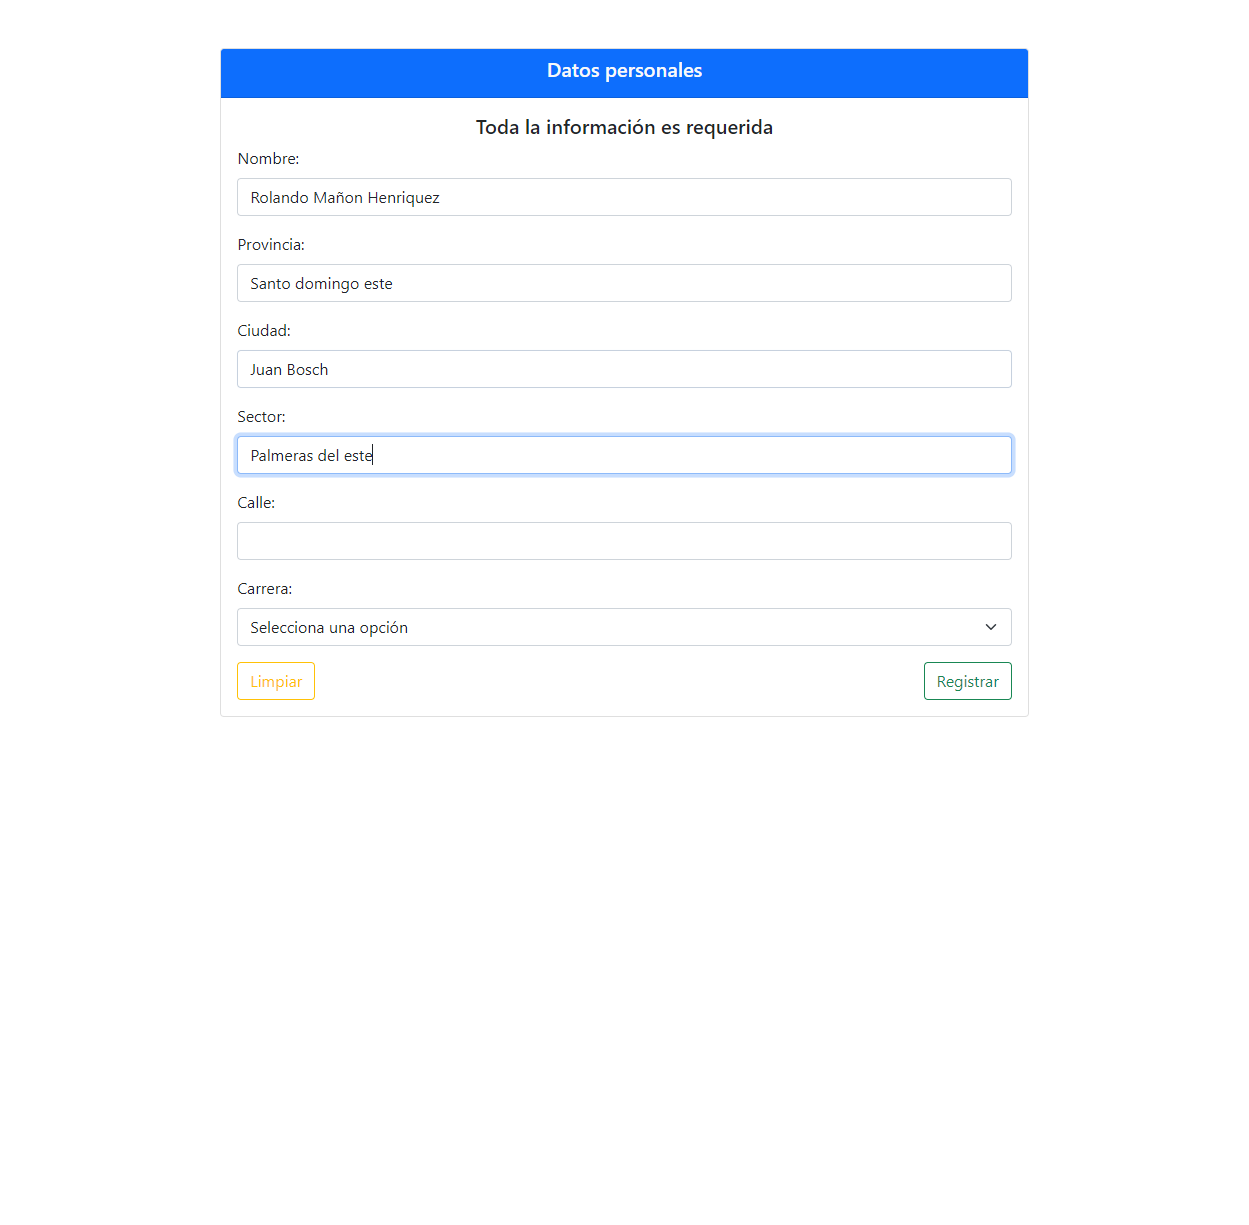 Datos personales
Toda la información es requerida
Nombre:
Rolando Mañon Henriquez
Provincia:
Santo domingo este
Ciudad:
Juan Bosch
Sector:
Palmeras del este
Calle:
Carrera:
Selecciona una opción
Limpiar
Registrar